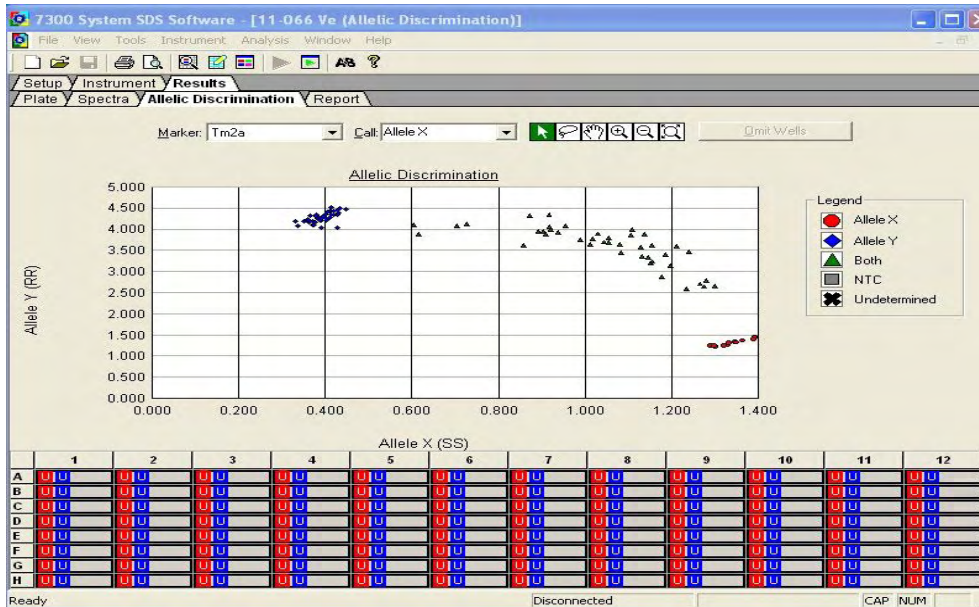 7300 System SDS Software - [11-066 Ve (Allelic Discrimination)]
File View Tools Instrument Analysis Window Help
Setup Instrument Results
Plate Spectra Allelic Discrimination Report
Marker: Tm2a Call: Allele X Omit Wells
Allelic Discrimination
Legend
Allele X
Allele Y
Both
NTC
Undetermined
Allele Y (RR)
5.000
4.500
4.000
3.500
3.000
2.500
2.000
1.500
1.000
0.500
0.000
0.000 0.200 0.400 0.600 0.800 1.000 1.200 1.400
Allele X (SS)
1 2 3 4 5 6 7 8 9 10 11 12
A U U U U U U U U U U U U U U U U U U U U U U U U
B U U U U U U U U U U U U U U U U U U U U U U U U
C U U U U U U U U U U U U U U U U U U U U U U U U
D U U U U U U U U U U U U U U U U U U U U U U U U
E U U U U U U U U U U U U U U U U U U U U U U U U
F U U U U U U U U U U U U U U U U U U U U U U U U
G U U U U U U U U U U U U U U U U U U U U U U U U
H U U U U U U U U U U U U U U U U U U U U U U U U
Ready Disconnected CAP NUM